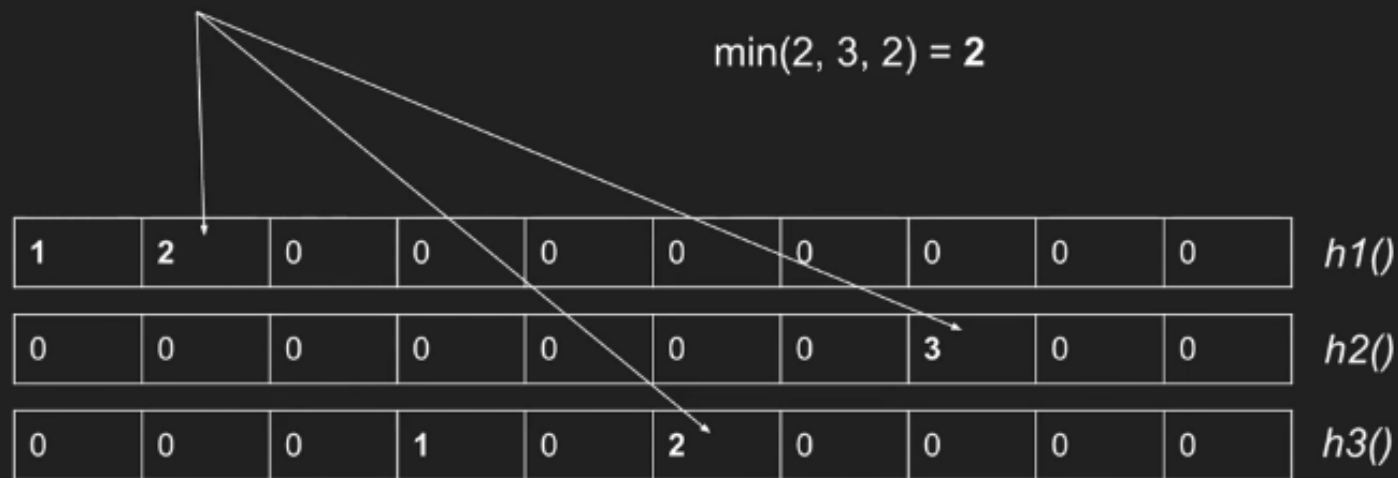 min(2, 3, 2) = 2
1 2 0 0 0 0 0 0 0 0 h1()
0 0 0 0 0 0 0 3 0 0 h2()
0 0 0 1 0 2 0 0 0 0 h3()